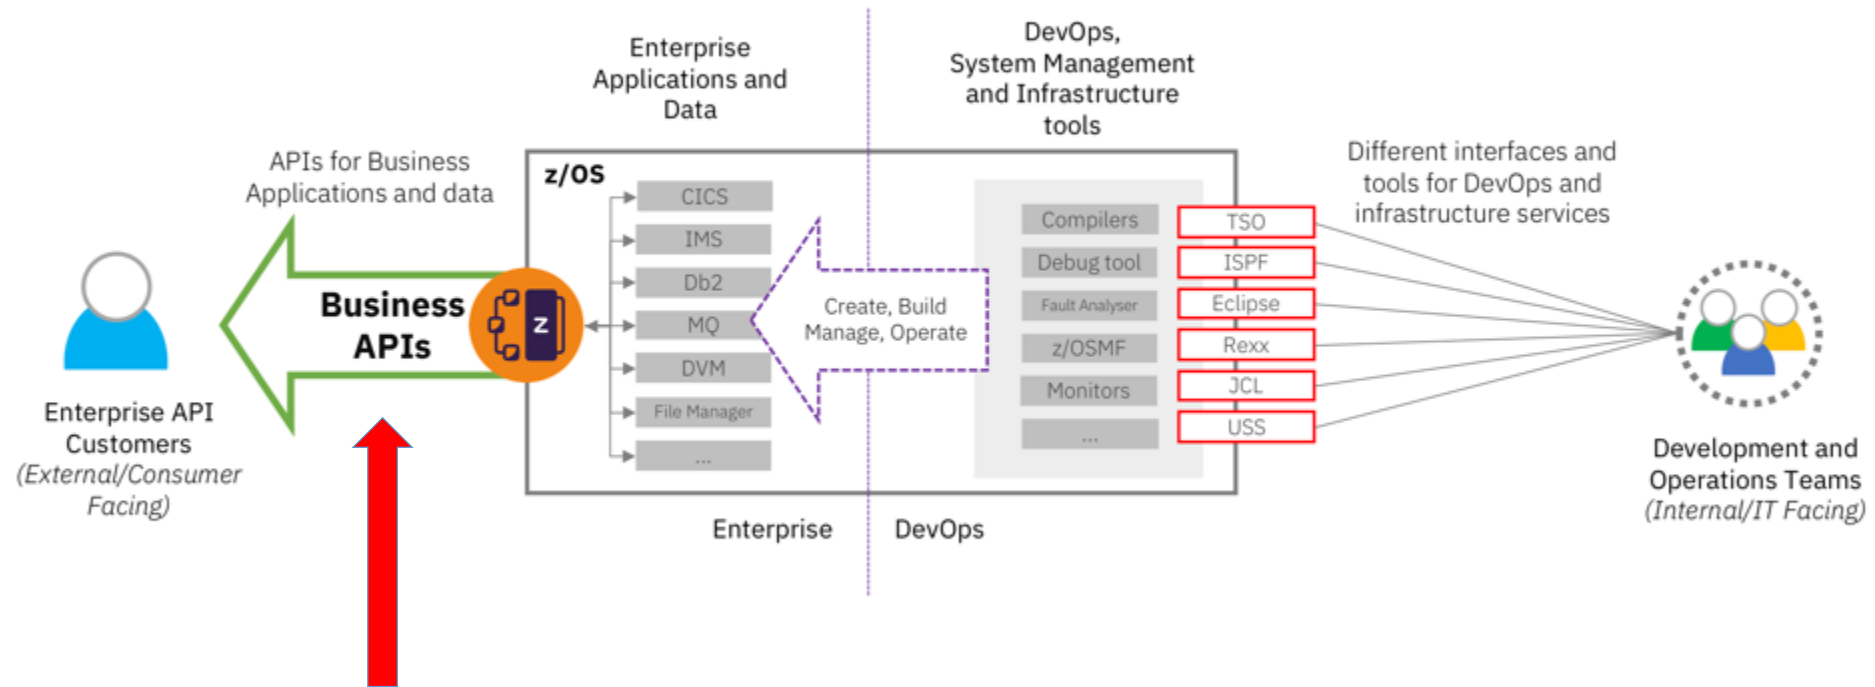 Enterprise
Applications and
Data
DevOps,
System Management
and Infrastructure
tools
APIs for Business
Applications and data
Different interfaces and
tools for DevOps and
infrastructure services
z/OS
CICS
IMS
Db2
MQ
DVM
File Manager
...
Business
APIs
Z
Create, Build
Manage, Operate
Compilers
Debug tool
Fault Analyser
z/OSMF
Monitors
...
TSO
ISPF
Eclipse
Rexx
JCL
USS
Enterprise API
Customers
(External/Consumer
Facing)
Development and
Operations Teams
(Internal/IT Facing)
Enterprise
DevOps